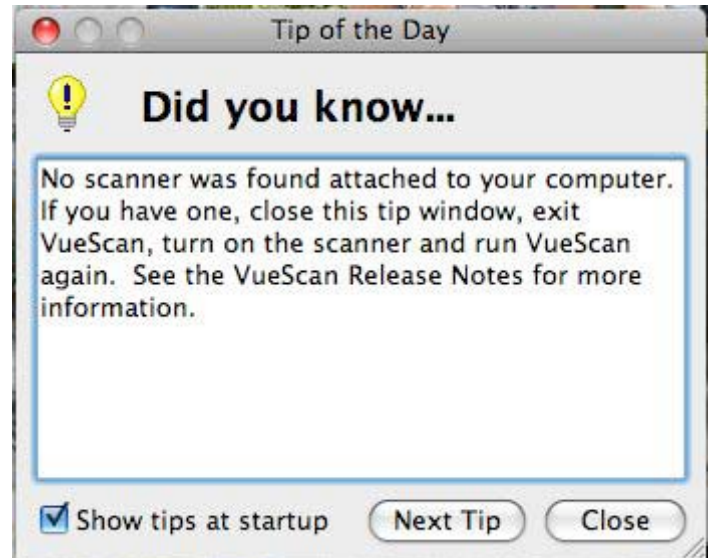 Tip of the Day
Did you know...
No scanner was found attached to your computer.
If you have one, close this tip window, exit
VueScan, turn on the scanner and run VueScan
again.  See the VueScan Release Notes for more
information.
Show tips at startup
Next Tip
Close